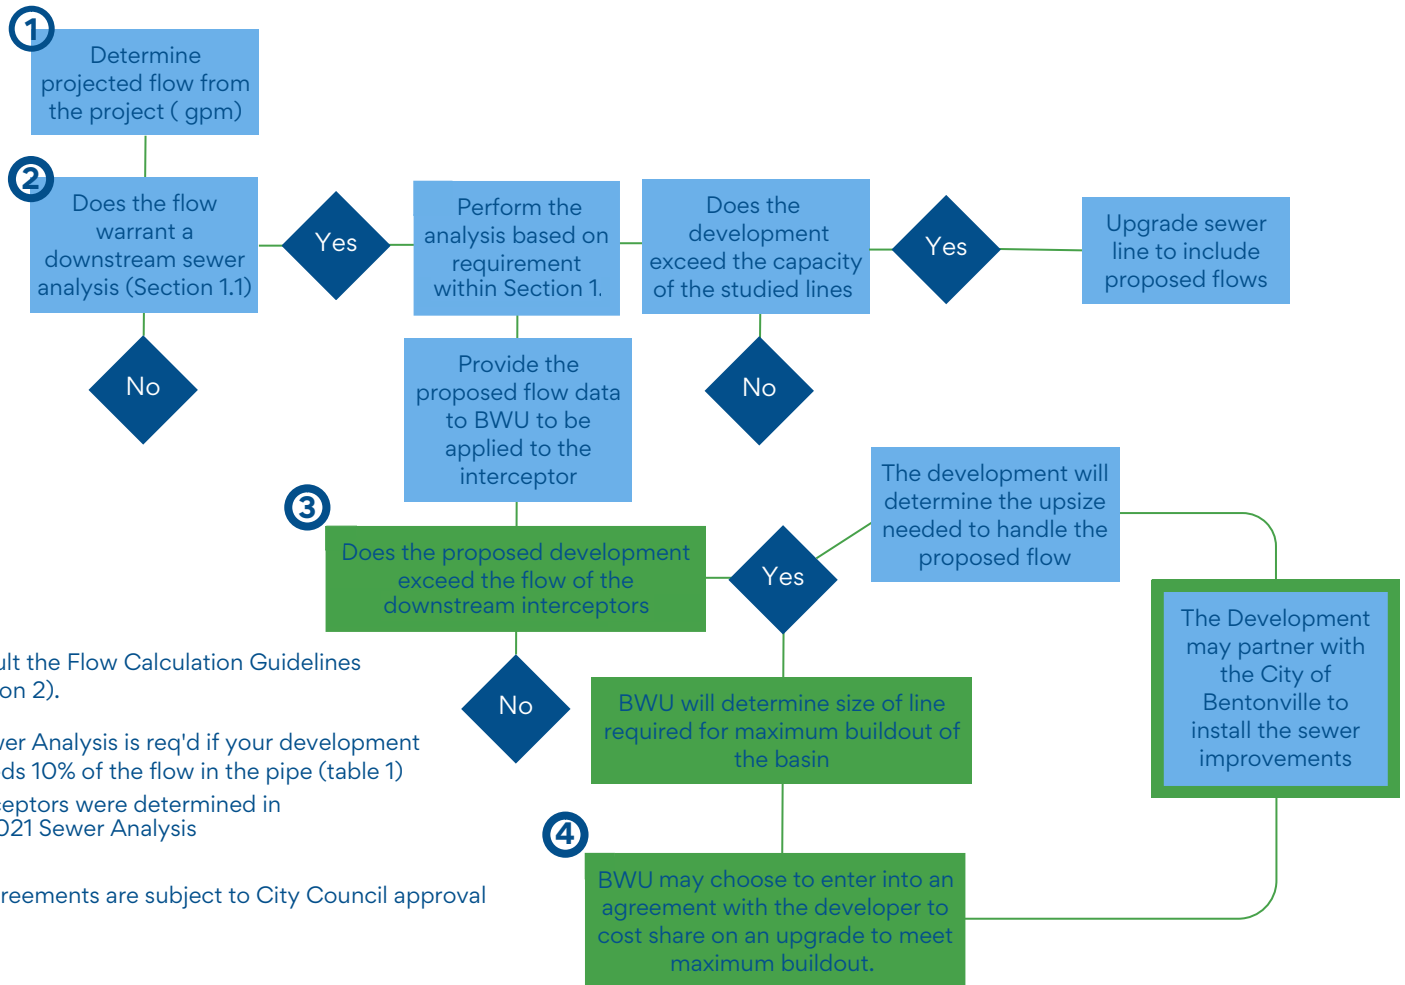 1
Determine
projected flow from
the project ( gpm)
2
Does the flow
warrant a
downstream sewer
analysis (Section 1.1)
Yes
No
Perform the
analysis based on
requirement
within Section 1.
Does the
development
exceed the capacity
of the studied lines
Yes
Upgrade sewer
line to include
proposed flows
No
Provide the
proposed flow data
to BWU to be
applied to the
interceptor
3
Does the proposed development
exceed the flow of the
downstream interceptors
Yes
No
The development will
determine the upsize
needed to handle the
proposed flow
The Development
may partner with
the City of
Bentonville to
install the sewer
improvements
BWU will determine size of line
required for maximum buildout of
the basin
4
BWU may choose to enter into an
agreement with the developer to
cost share on an upgrade to meet
maximum buildout.
ult the Flow Calculation Guidelines
on 2).
wer Analysis is req'd if your development
ds 10% of the flow in the pipe (table 1)
ceptors were determined in
021 Sewer Analysis
reements are subject to City Council approval